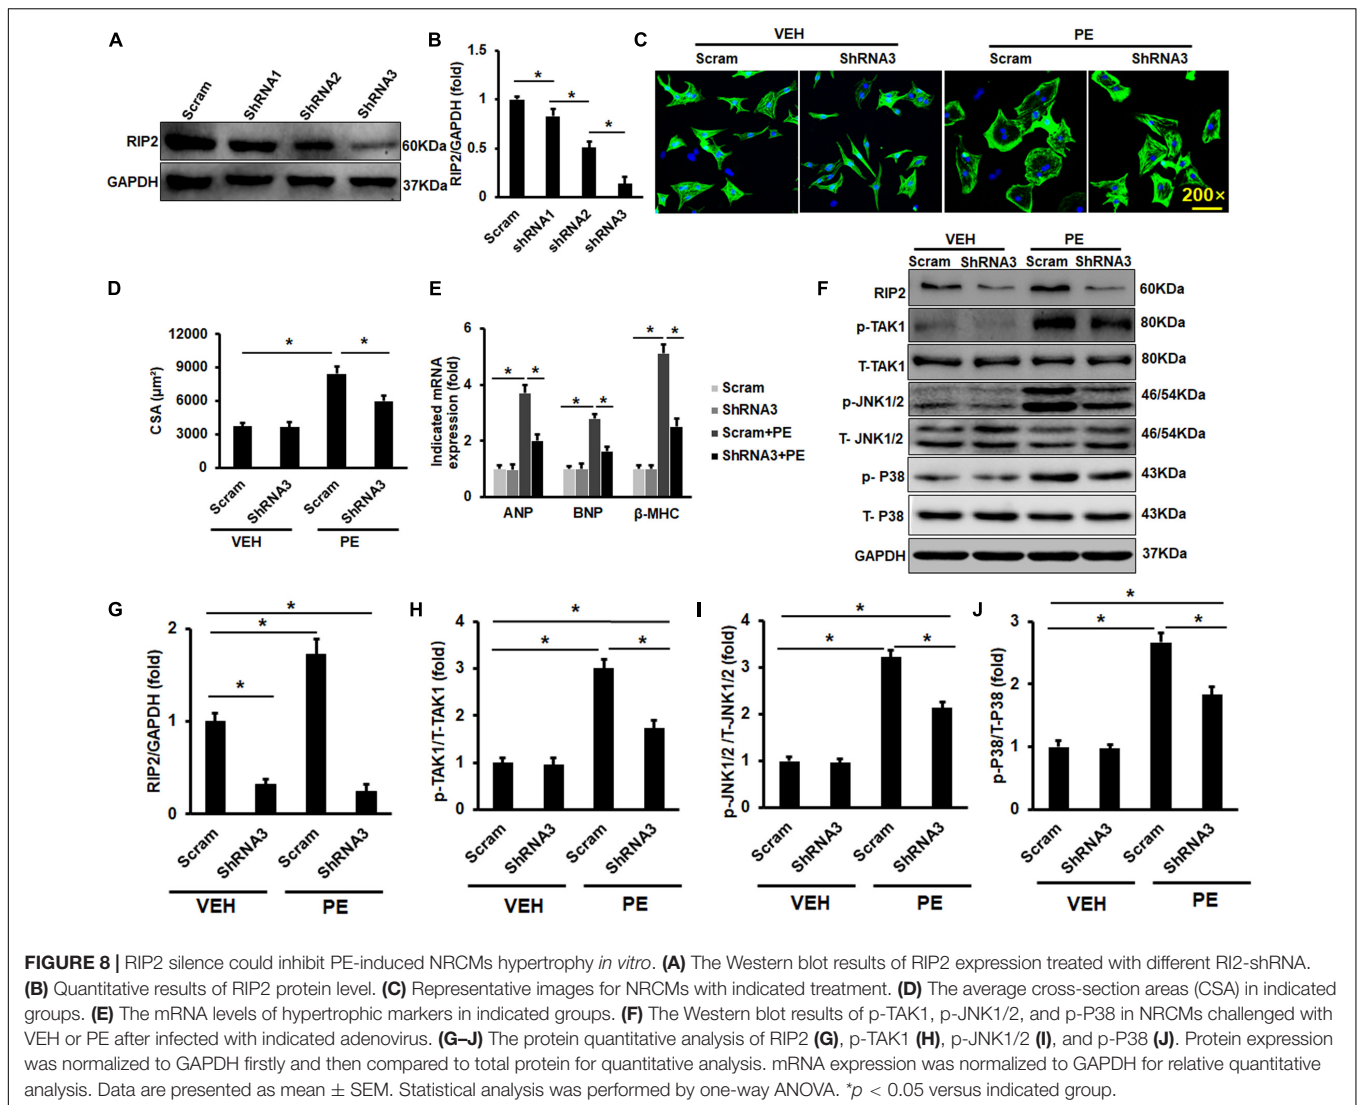 A
Scram
ShRNA1
ShRNA2
ShRNA3
RIP2
60KDa
GAPDH
37KDa
B
RIP2/GAPDH (fold)
1.5
1
0.5
0
*
*
*
Scram
shRNA1
shRNA2
shRNA3
C
VEH
PE
Scram
ShRNA3
Scram
ShRNA3
200×
D
CSA (µm²)
12000
9000
6000
3000
0
*
*
Scram
ShRNA3
Scram
ShRNA3
VEH
PE
E
Indicated mRNA
expression (fold)
6
4
2
0
*
*
*
*
*
*
ANP
BNP
β-MHC
Scram
ShRNA3
Scram+PE
ShRNA3+PE
F
VEH
PE
Scram
ShRNA3
Scram
ShRNA3
RIP2
60KDa
p-TAK1
80KDa
T-TAK1
80KDa
p-JNK1/2
46/54KDa
T- JNK1/2
46/54KDa
p- P38
43KDa
T- P38
43KDa
GAPDH
37KDa
G
RIP2/GAPDH (fold)
2
1
0
*
*
*
Scram
ShRNA3
Scram
ShRNA3
VEH
PE
H
p-TAK1/T-TAK1 (fold)
4
3
2
1
0
*
*
*
Scram
ShRNA3
Scram
ShRNA3
VEH
PE
I
p-JNK1/2 /T-JNK1/2 (fold)
4
3
2
1
0
*
*
*
Scram
ShRNA3
Scram
ShRNA3
VEH
PE
J
p-P38/T-P38 (fold)
3
2
1
0
*
*
*
Scram
ShRNA3
Scram
ShRNA3
VEH
PE
FIGURE 8 | RIP2 silence could inhibit PE-induced NRCMs hypertrophy in vitro. (A) The Western blot results of RIP2 expression treated with different RI2-shRNA.
(B) Quantitative results of RIP2 protein level. (C) Representative images for NRCMs with indicated treatment. (D) The average cross-section areas (CSA) in indicated
groups. (E) The mRNA levels of hypertrophic markers in indicated groups. (F) The Western blot results of p-TAK1, p-JNK1/2, and p-P38 in NRCMs challenged with
VEH or PE after infected with indicated adenovirus. (G–J) The protein quantitative analysis of RIP2 (G), p-TAK1 (H), p-JNK1/2 (I), and p-P38 (J). Protein expression
was normalized to GAPDH firstly and then compared to total protein for quantitative analysis. mRNA expression was normalized to GAPDH for relative quantitative
analysis. Data are presented as mean ± SEM. Statistical analysis was performed by one-way ANOVA. *p < 0.05 versus indicated group.